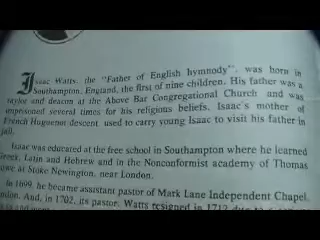 Isaac Watts, the "Father of English hymnody", was born in
Southampton, England, the first of nine children. His father was a
taylor and deacon at the Above Bar Congregational Church and was
imprisoned several times for his religious beliefs. Isaac's mother of
French Huguenot descent used to carry young Isaac to visit his father in
jail.
Isaac was educated at the free school in Southampton where he learned
Greek, Latin and Hebrew and in the Nonconformist academy of Thomas
at Stoke Newington, near London.
In 1699, he became assistant pastor of Mark Lane Independent Chapel,
And, in 1702, its pastor. Watts resigned in 1712 due to